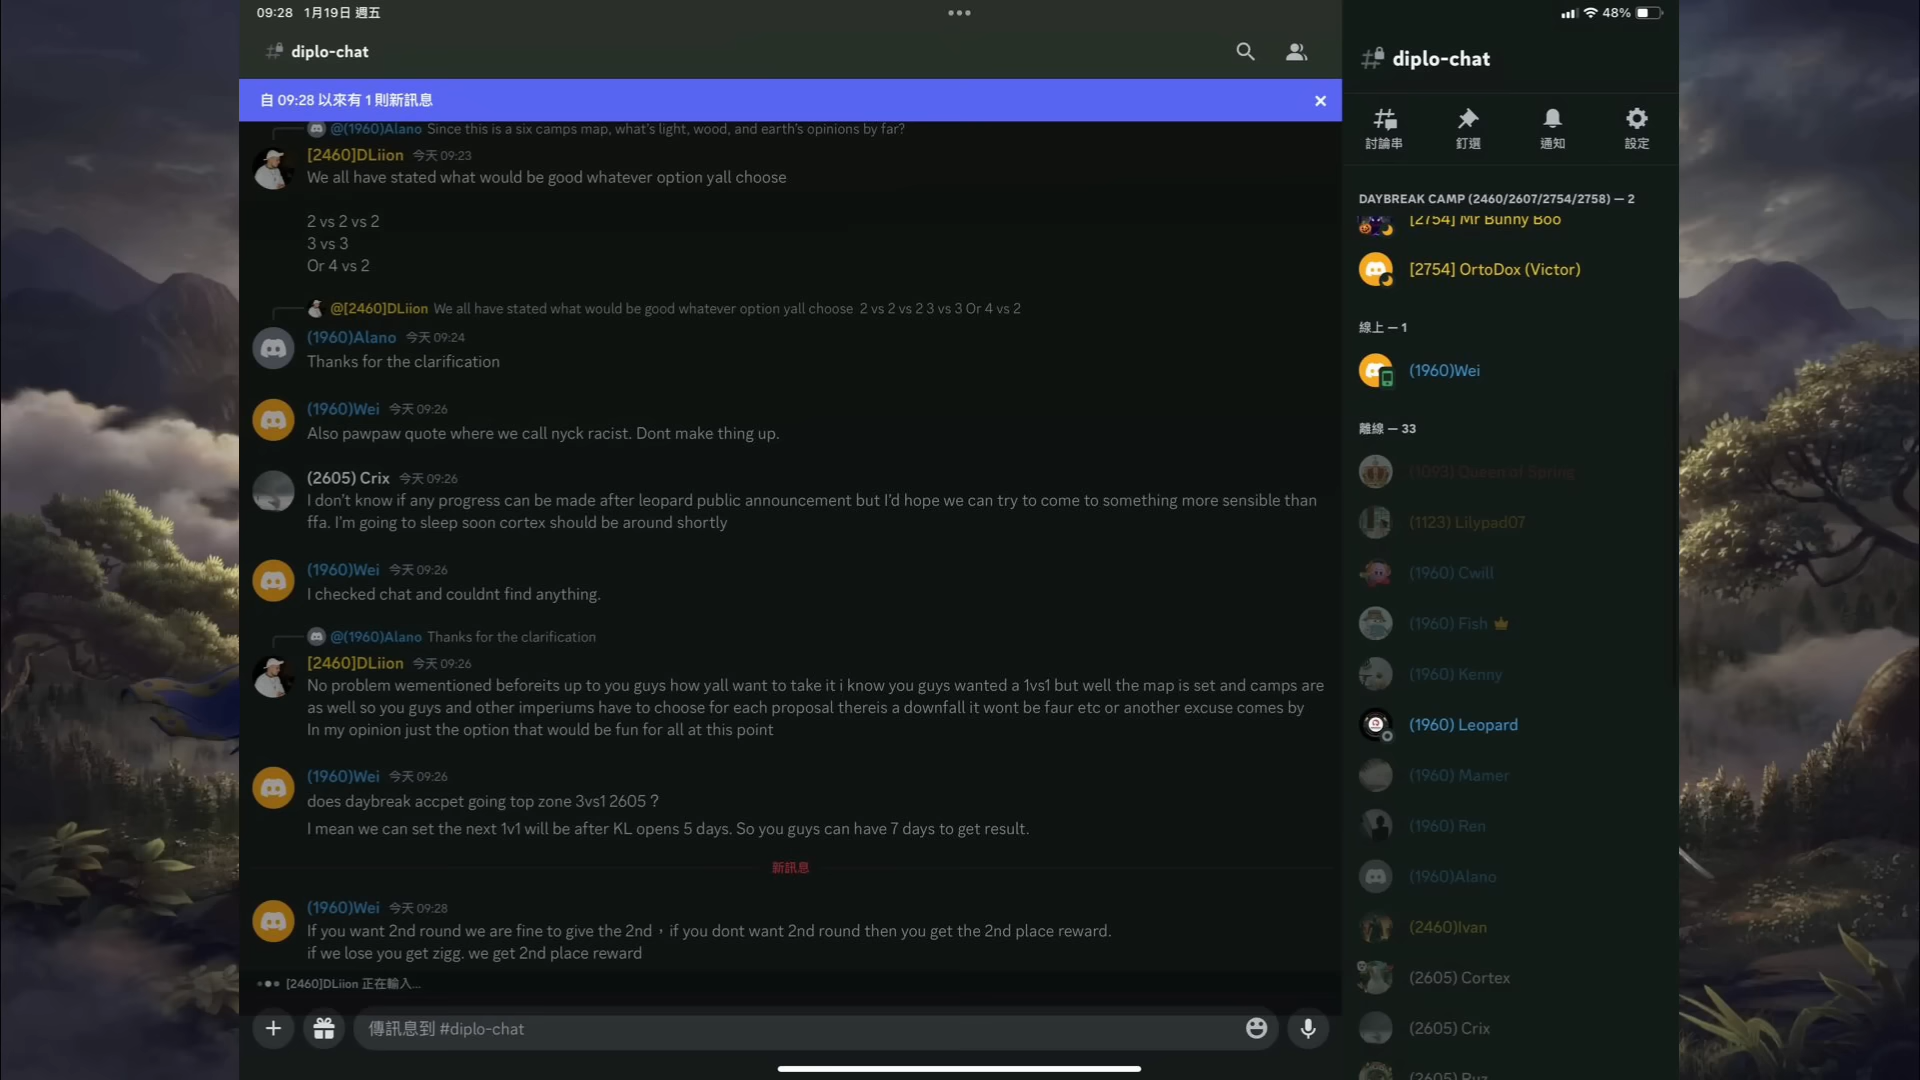 09:28 1月19日 週五
48%
diplo-chat
自 09:28 以來有 1 則新訊息
@(1960)Alano Since this is a six camps map, what's light, wood, and earth's opinions by far?
[2460]DLiion 今天 09:23
We all have stated what would be good whatever option yall choose
2 vs 2 vs 2
3 vs 3
Or 4 vs 2
@[2460]DLiion We all have stated what would be good whatever option yall choose 2 vs 2 vs 2 3 vs 3 Or 4 vs 2
(1960)Alano 今天 09:24
Thanks for the clarification
(1960)Wei 今天 09:26
Also pawpaw quote where we call nyck racist. Dont make thing up.
(2605) Crix 今天 09:26
I don't know if any progress can be made after leopard public announcement but I'd hope we can try to come to something more sensible than
ffa. I'm going to sleep soon cortex should be around shortly
(1960)Wei 今天 09:26
I checked chat and couldnt find anything.
@(1960)Alano Thanks for the clarification
[2460]DLiion 今天 09:26
No problem wementioned beforeits up to you guys how yall want to take it i know you guys wanted a 1vs1 but well the map is set and camps are
as well so you guys and other imperiums have to choose for each proposal thereis a downfall it wont be faur etc or another excuse comes by
In my opinion just the option that would be fun for all at this point
(1960)Wei 今天 09:26
does daybreak accpet going top zone 3vs1 2605 ?
I mean we can set the next 1v1 will be after KL opens 5 days. So you guys can have 7 days to get result.
新訊息
(1960)Wei 今天 09:28
If you want 2nd round we are fine to give the 2nd，if you dont want 2nd round then you get the 2nd place reward.
if we lose you get zigg. we get 2nd place reward
[2460]DLiion 正在輸入...
傳訊息到 #diplo-chat
diplo-chat
討論串 釘選 通知 設定
DAYBREAK CAMP (2460/2607/2754/2758) — 2
[2754] Mr Bunny Boo
[2754] OrtoDox (Victor)
線上 — 1
(1960)Wei
離線 — 33
(1093) Queen of Spring
(1123) Lilypad07
(1960) Cwill
(1960) Fish
(1960) Kenny
(1960) Leopard
(1960) Mamer
(1960) Ren
(1960)Alano
(2460)Ivan
(2605) Cortex
(2605) Crix
(2605)